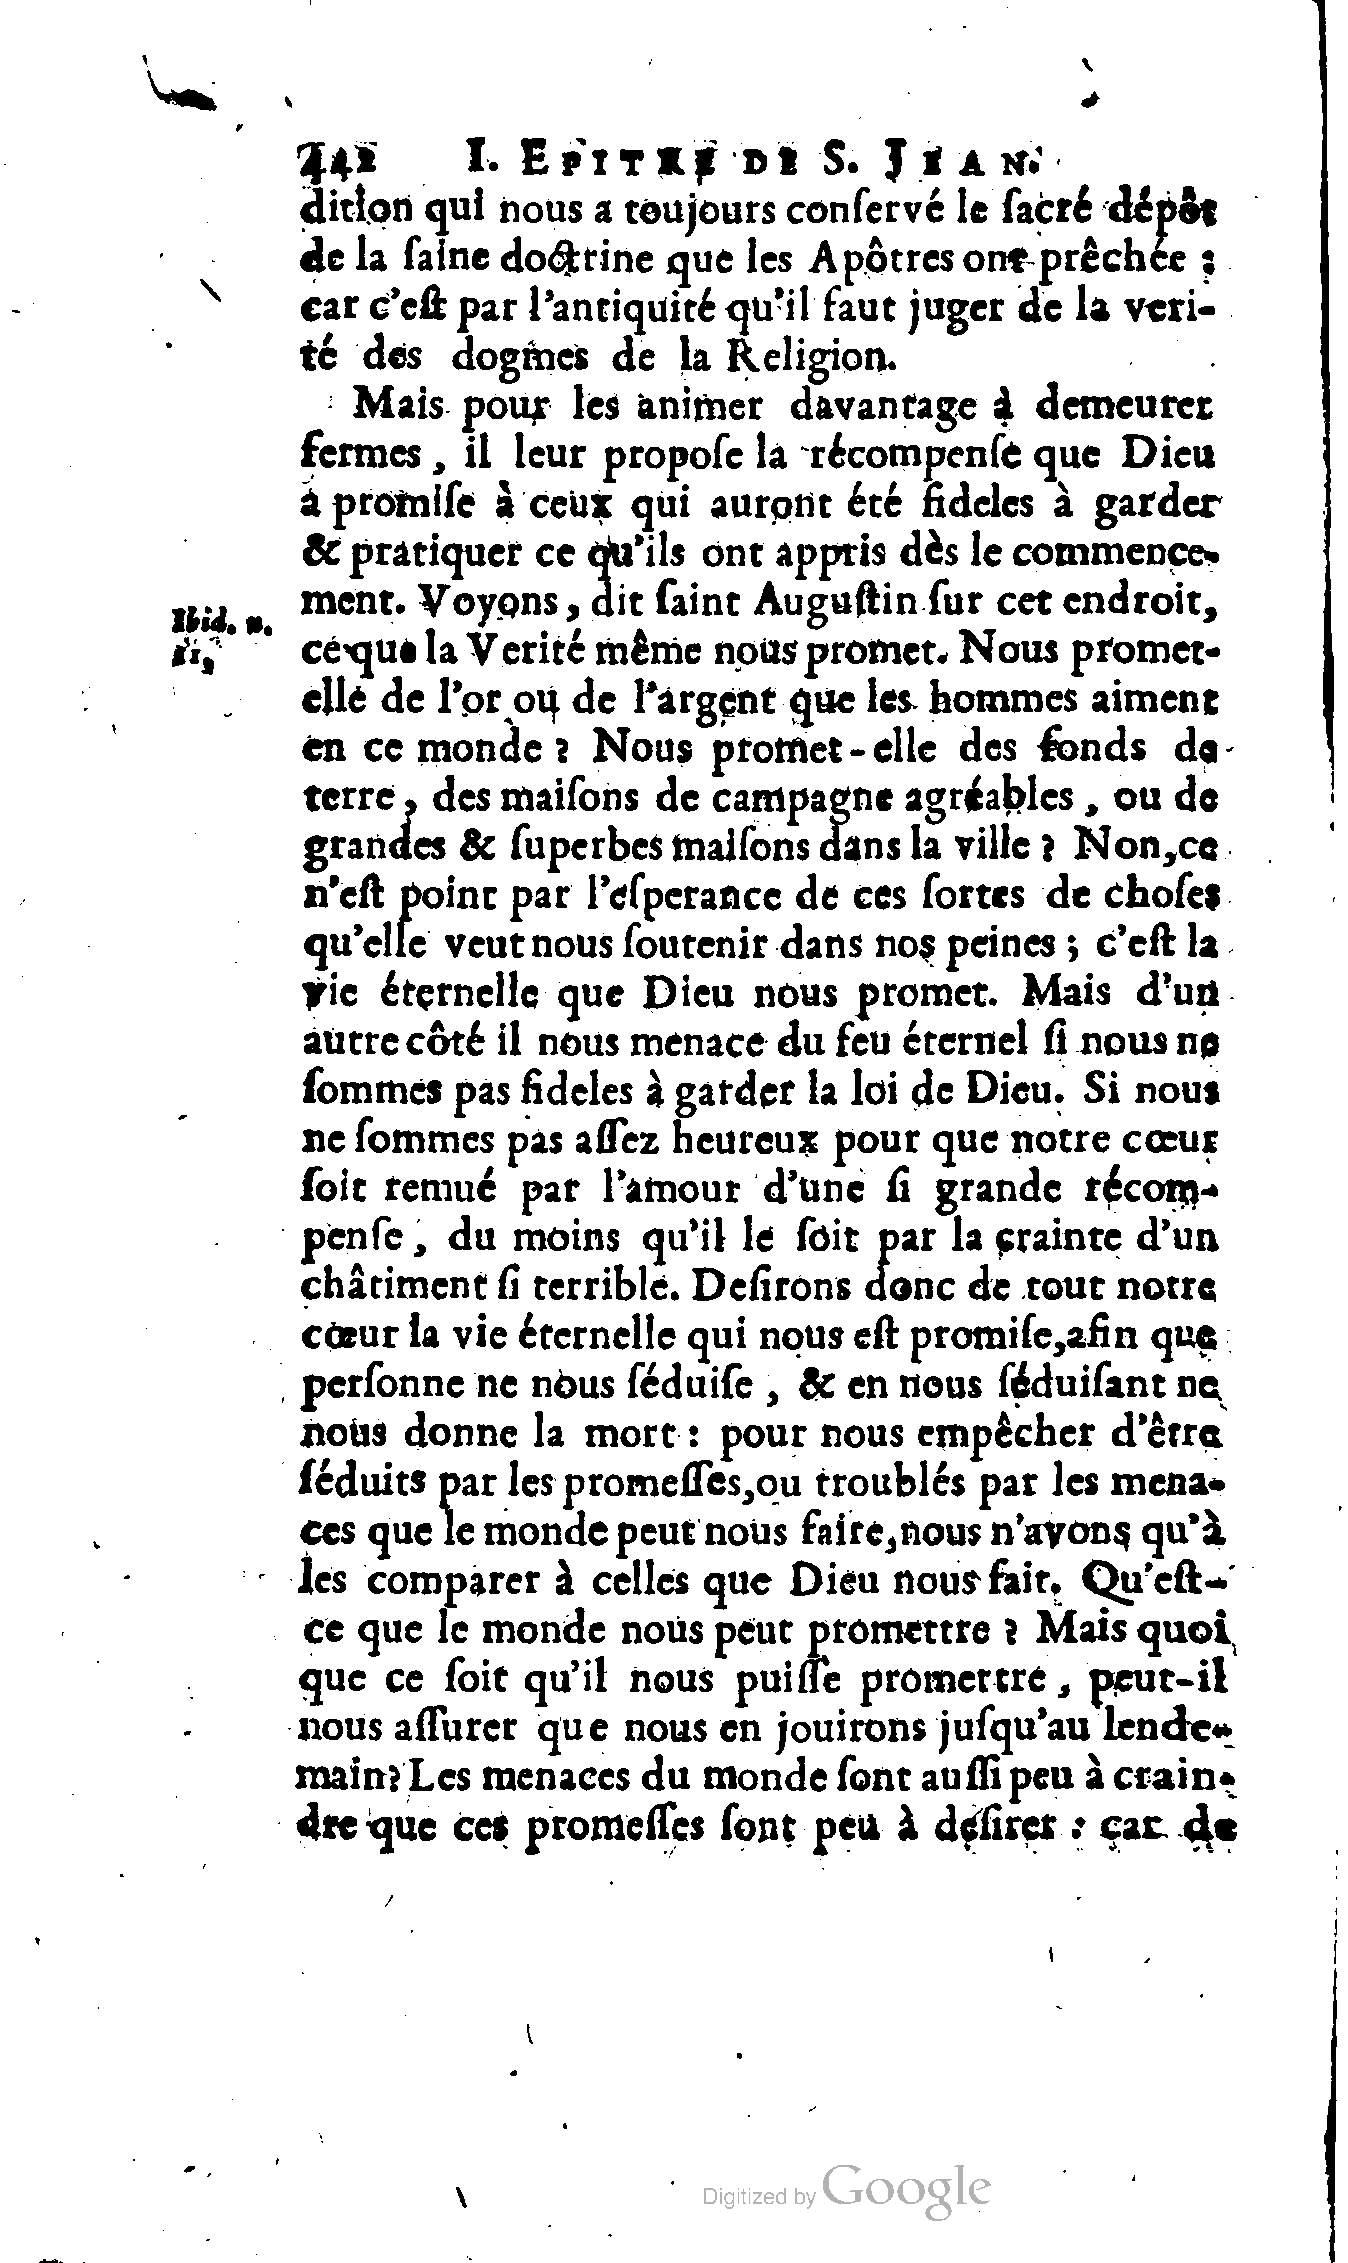 242 I. EPITRE DE S. JEAN.
dition qui nous a toujours conſervé le ſacré dépôt
de la ſaine doctrine que les Apôtres ont prêchée ;
car c'eſt par l'antiquité qu'il faut juger de la veri-
té des dogmes de la Religion.
Mais pour les animer davantage à demeurer
fermes, il leur propoſe la récompenſe que Dieu
a promiſe à ceux qui auront été fideles à garder
& pratiquer ce qu'ils ont appris dès le commence-
ment. Voyons, dit ſaint Auguſtin ſur cet endroit,
Ibid. n.
11,
ce que la Verité même nous promet. Nous promet-
elle de l'or ou de l'argent que les hommes aiment
en ce monde ? Nous promet-elle des fonds de
terre, des maiſons de campagne agréables, ou de
grandes & ſuperbes maiſons dans la ville ? Non, ce
n'eſt point par l'eſperance de ces ſortes de choſes
qu'elle veut nous ſoutenir dans nos peines ; c'eſt la
vie éternelle que Dieu nous promet. Mais d'un
autre côté il nous menace du feu éternel ſi nous ne
ſommes pas fideles à garder la loi de Dieu. Si nous
ne ſommes pas aſſez heureux pour que notre cœur
ſoit remué par l'amour d'une ſi grande récom-
penſe, du moins qu'il le ſoit par la crainte d'un
châtiment ſi terrible. Deſirons donc de tout notre
cœur la vie éternelle qui nous eſt promiſe, afin que
perſonne ne nous ſéduiſe, & en nous ſéduiſant ne
nous donne la mort : pour nous empêcher d'être
ſéduits par les promeſſes, ou troublés par les mena-
ces que le monde peut nous faire, nous n'avons qu'à
les comparer à celles que Dieu nous fait. Qu'eſt-
ce que le monde nous peut promettre ? Mais quoi
que ce ſoit qu'il nous puiſſe promettre, peut-il
nous aſſurer que nous en jouirons juſqu'au lende-
main? Les menaces du monde ſont auſſi peu à crain-
dre que ces promeſſes ſont peu à déſirer : car de
Digitized by Google